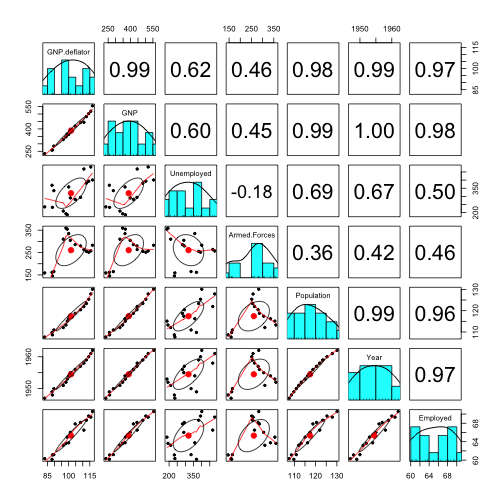 250 400 550
150 250 350
1950 1960
GNP.deflator
0.99
0.62
0.46
0.98
0.99
0.97
85 100 115
250 400 550
GNP
0.60
0.45
0.99
1.00
0.98
Unemployed
-0.18
0.69
0.67
0.50
200 350
150 250 350
Armed.Forces
0.36
0.42
0.46
Population
0.99
0.96
110 120 130
1950 1960
Year
0.97
Employed
60 64 68
85 100 115
200 350
110 120 130
60 64 68